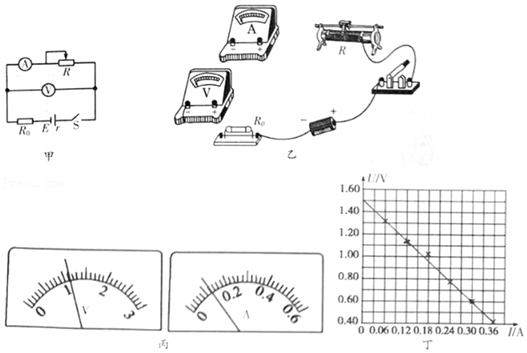 A
R
V
R₀
E
r
S
甲
A
V
R₀
R
- +
- +
- +
乙
0 1 2 3
V
0 0.2 0.4 0.6
A
丙
U/V
1.60
1.40
1.20
1.00
0.80
0.60
0.40
0 0.06 0.12 0.18 0.24 0.30 0.36 I/A
丁